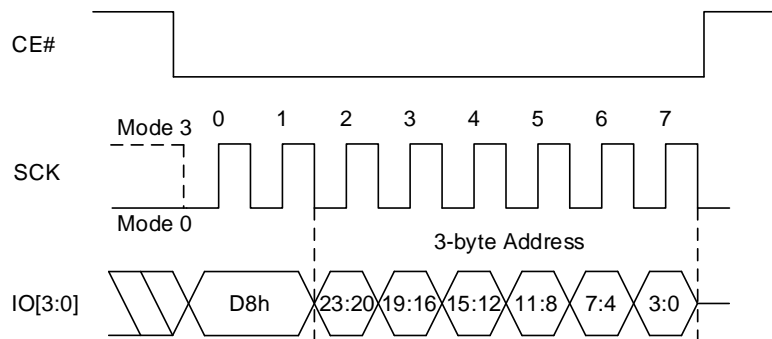 CE#
0 1 2 3 4 5 6 7
Mode 3
SCK
Mode 0
3-byte Address
IO[3:0] D8h 23:20 19:16 15:12 11:8 7:4 3:0